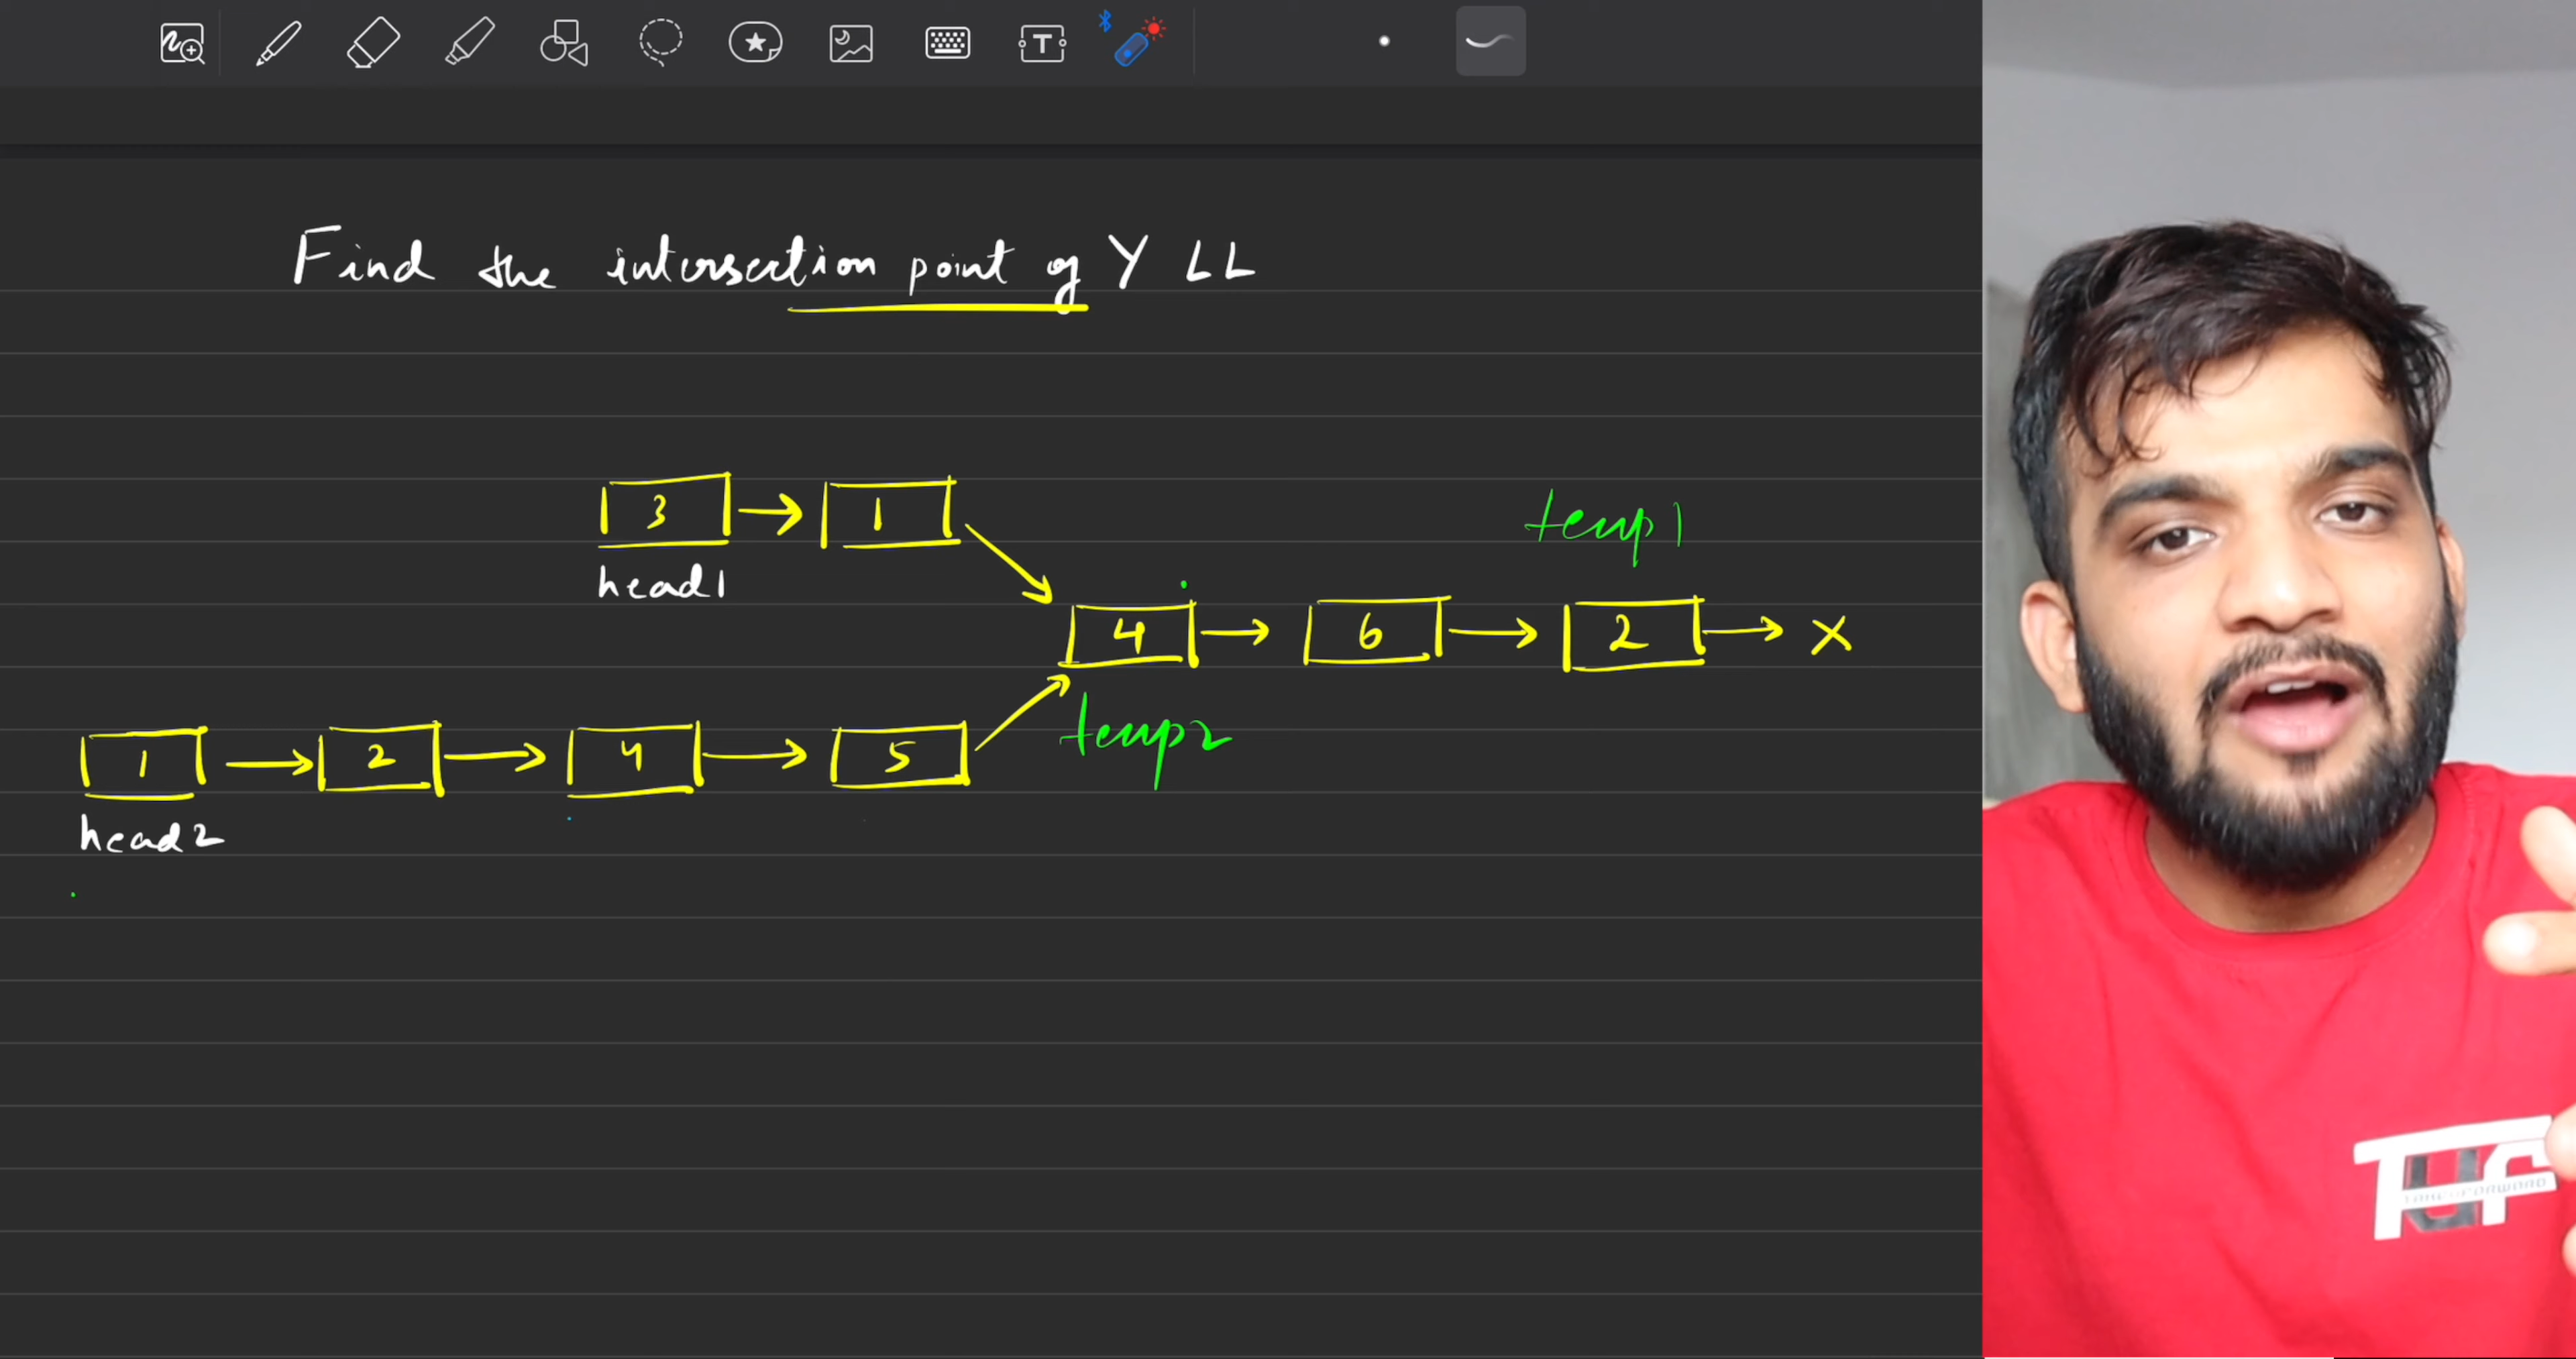 Find the intersection point of Y LL
3 1
head1
temp1
4 6 2 X
temp2
1 2 4 5
head2
TUF
TAKEUFORWARD
T